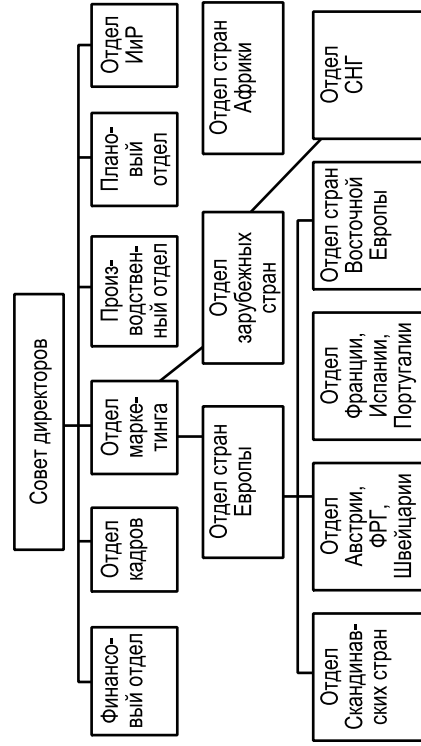 Совет директоров
Финансо-
вый отдел
Отдел
кадров
Отдел
марке-
тинга
Произ-
водствен-
ный отдел
Плано-
вый
отдел
Отдел
ИиР
Отдел стран
Европы
Отдел
зарубежных
стран
Отдел стран
Африки
Отдел
Скандинав-
ских стран
Отдел
Австрии,
ФРГ,
Швейцарии
Отдел
Франции,
Испании,
Португалии
Отдел стран
Восточной
Европы
Отдел
СНГ